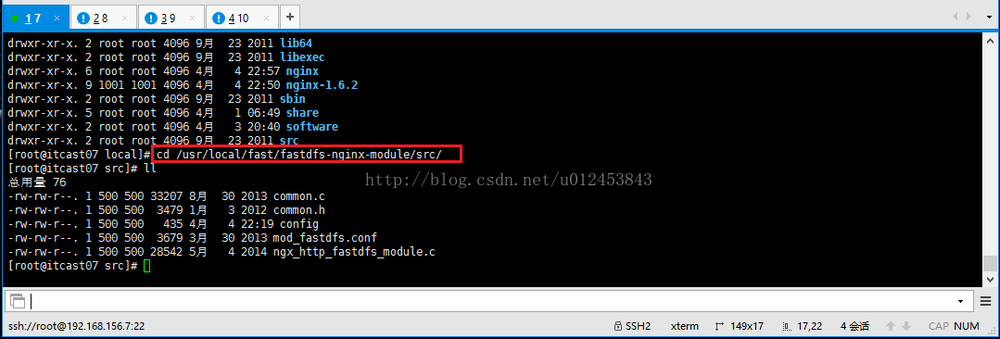 1 7 × 2 8 × 3 9 × 4 10 × +
drwxr-xr-x. 2 root root 4096 9月  23 2011 lib64
drwxr-xr-x. 2 root root 4096 9月  23 2011 libexec
drwxr-xr-x. 6 root root 4096 4月   4 22:57 nginx
drwxr-xr-x. 9 1001 1001 4096 4月   4 22:50 nginx-1.6.2
drwxr-xr-x. 2 root root 4096 9月  23 2011 sbin
drwxr-xr-x. 5 root root 4096 4月   1 06:49 share
drwxr-xr-x. 2 root root 4096 4月   3 20:40 software
drwxr-xr-x. 2 root root 4096 9月  23 2011 src
[root@itcast07 local]# cd /usr/local/fast/fastdfs-nginx-module/src/
[root@itcast07 src]# ll
总用量 76
http://blog.csdn.net/u012453843
-rw-rw-r--. 1 500 500 33207 8月  30 2013 common.c
-rw-rw-r--. 1 500 500  3479 1月   3 2012 common.h
-rw-rw-r--. 1 500 500   435 4月   4 22:19 config
-rw-rw-r--. 1 500 500  3679 3月  30 2013 mod_fastdfs.conf
-rw-rw-r--. 1 500 500 28542 5月   4 2014 ngx_http_fastdfs_module.c
[root@itcast07 src]#
ssh://root@192.168.156.7:22 SSH2 xterm 149x17 17,22 4 会话 CAP NUM